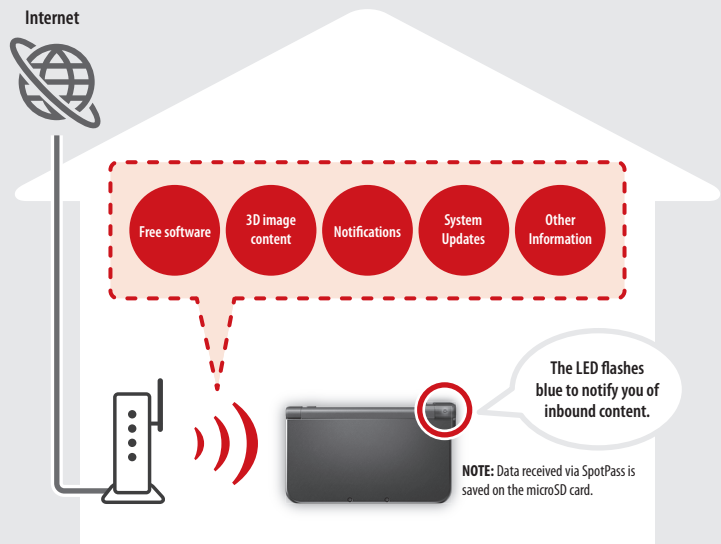 Internet
Free software
3D image
content
Notifications
System
Updates
Other
Information
The LED flashes
blue to notify you of
inbound content.
NOTE: Data received via SpotPass is
saved on the microSD card.